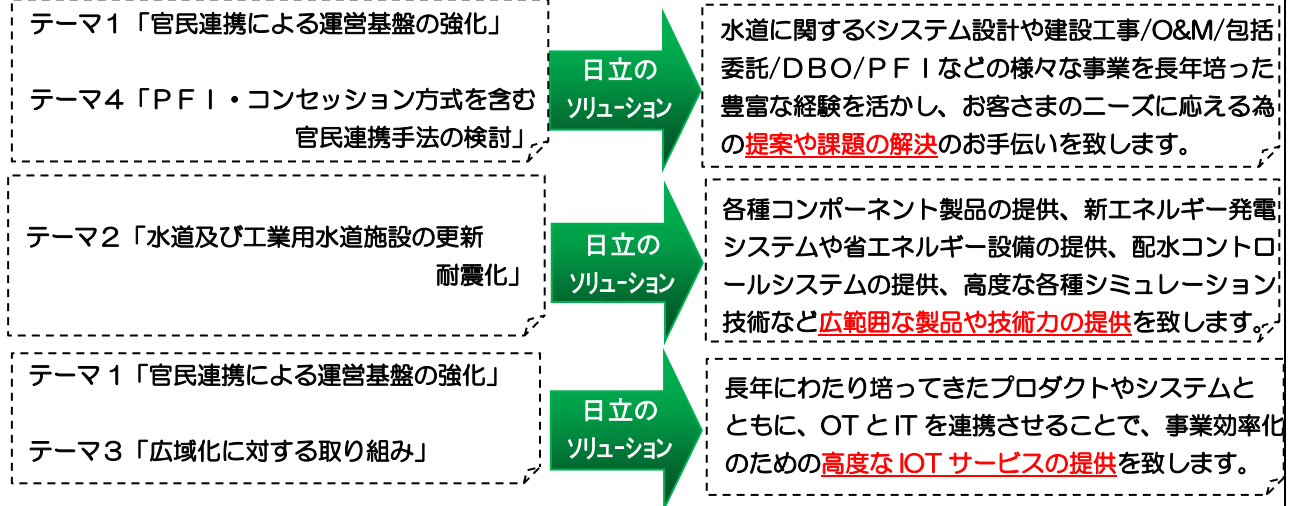 テーマ1「官民連携による運営基盤の強化」
テーマ4「PFI・コンセッション方式を含む
官民連携手法の検討」
日立の
ソリューション
水道に関する<システム設計や建設工事/O&M/包括
委託/DBO/PFIなどの様々な事業を長年培った
豊富な経験を活かし、お客さまのニーズに応える為
の提案や課題の解決のお手伝いを致します。
テーマ2「水道及び工業用水道施設の更新
耐震化」
日立の
ソリューション
各種コンポーネント製品の提供、新エネルギー発電
システムや省エネルギー設備の提供、配水コントロ
ールシステムの提供、高度な各種シミュレーション
技術など広範囲な製品や技術力の提供を致します。
テーマ1「官民連携による運営基盤の強化」
テーマ3「広域化に対する取り組み」
日立の
ソリューション
長年にわたり培ってきたプロダクトやシステムと
ともに、OTとITを連携させることで、事業効率化
のための高度なIOTサービスの提供を致します。